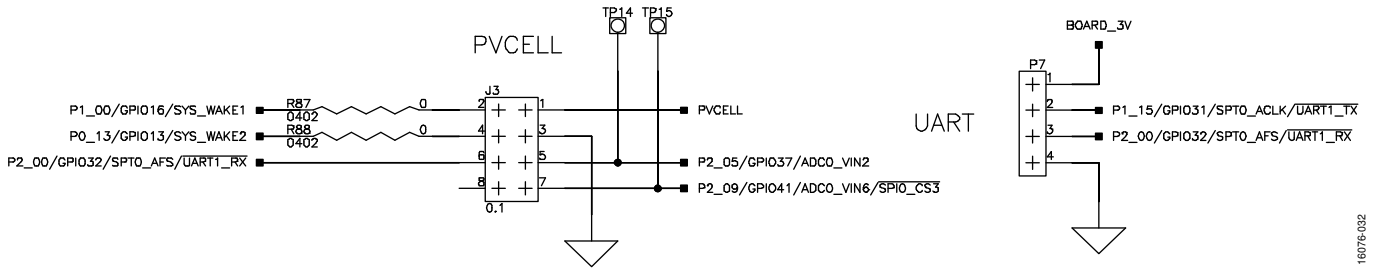 TP14 TP15
PVCELL
J3
P1_00/GPIO16/SYS_WAKE1 R87 0 2 1 PVCELL
0402
P0_13/GPIO13/SYS_WAKE2 R88 0 4 3
0402
P2_00/GPIO32/SPT0_AFS/UART1_RX 6 5 P2_05/GPIO37/ADC0_VIN2
8 7 P2_09/GPIO41/ADC0_VIN6/SPI0_CS3
0.1
BOARD_3V
P7
UART
1
2 P1_15/GPIO31/SPT0_ACLK/UART1_TX
3 P2_00/GPIO32/SPT0_AFS/UART1_RX
4
16076-032